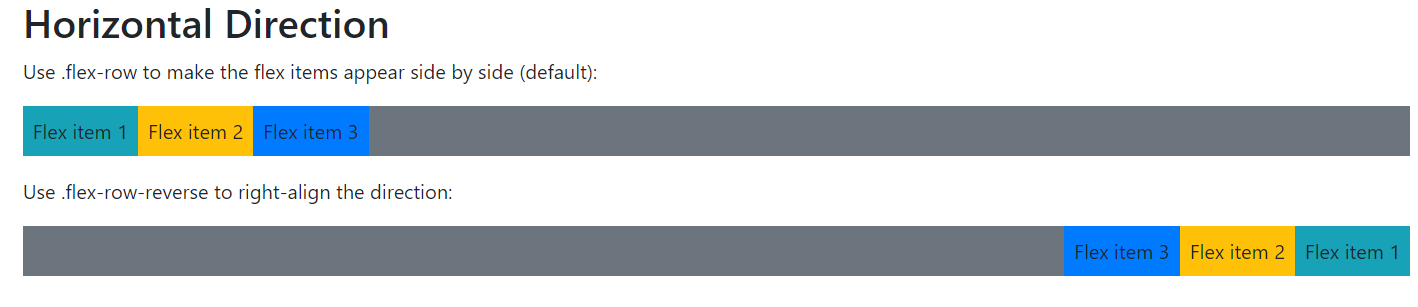 Horizontal Direction
Use .flex-row to make the flex items appear side by side (default):
Flex item 1 Flex item 2 Flex item 3
Use .flex-row-reverse to right-align the direction:
Flex item 3 Flex item 2 Flex item 1